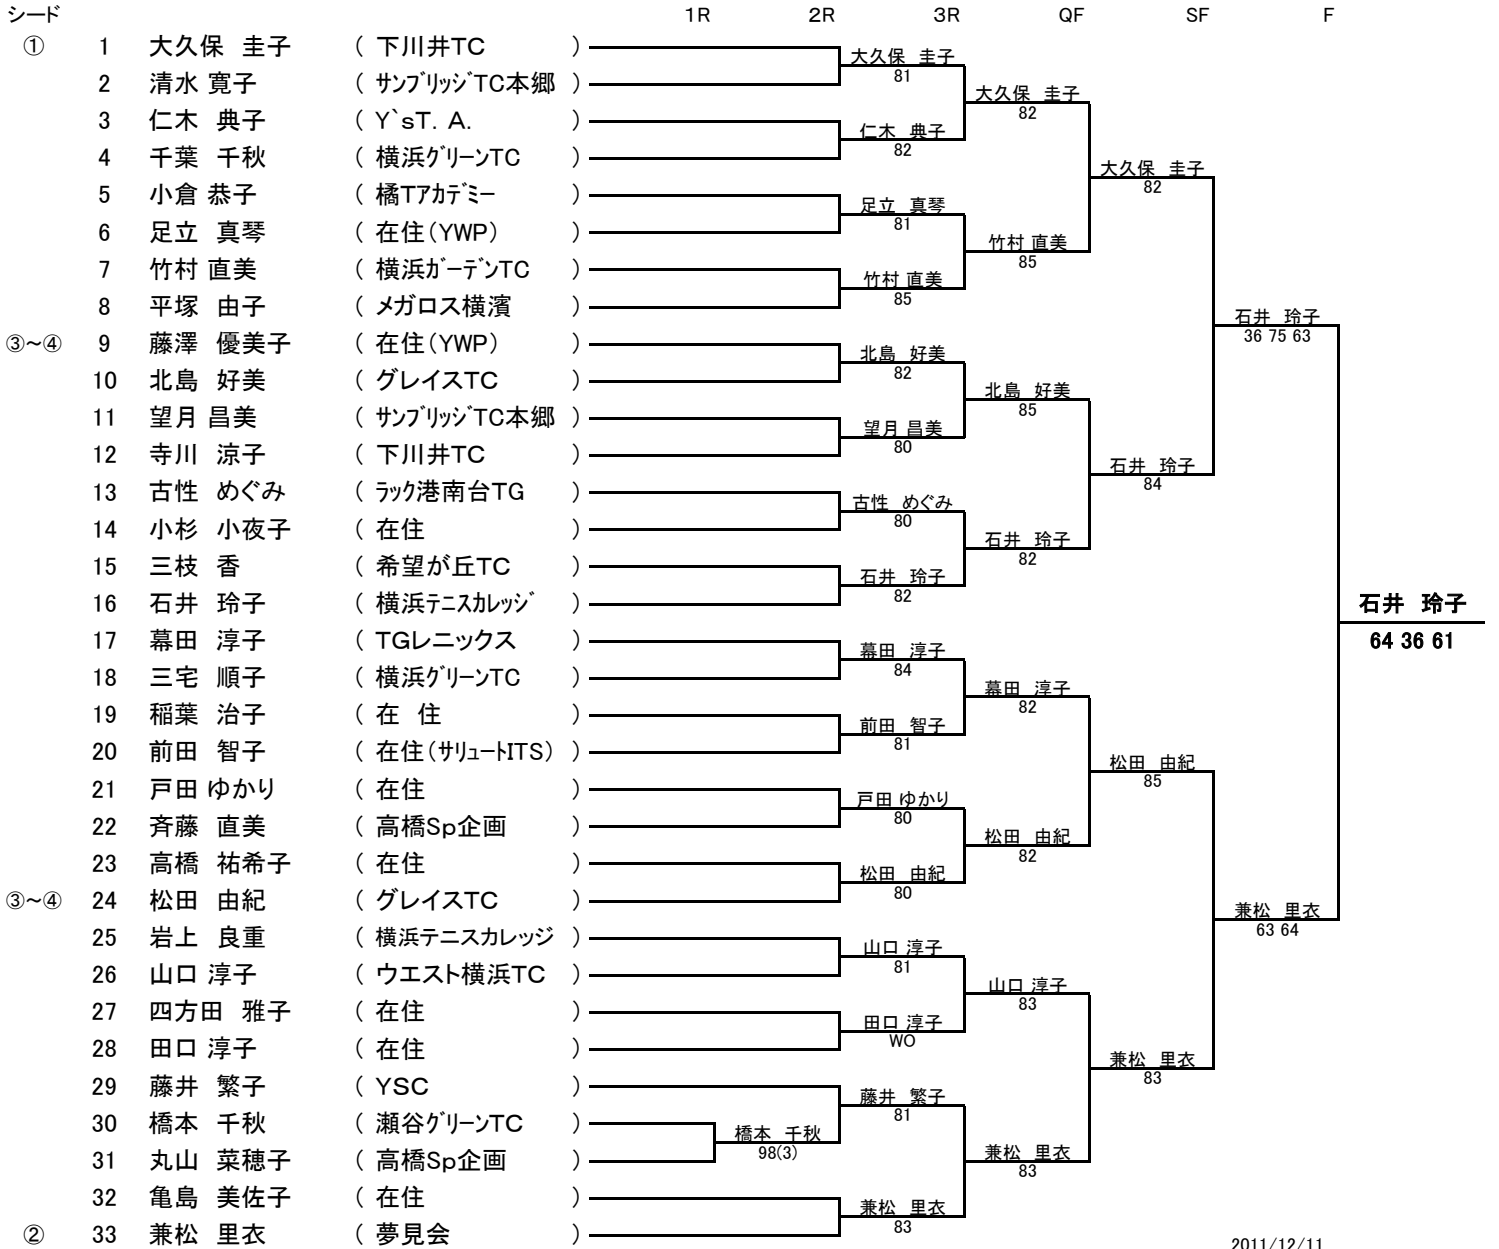 シード 1R 2R 3R QF SF F
① 1 大久保 圭子 ( 下川井TC )
大久保 圭子
81
2 清水 寛子 ( サンブリッジTC本郷 )
大久保 圭子
82
3 仁木 典子 ( Y`sT. A. )
仁木 典子
82
4 千葉 千秋 ( 横浜グリーンTC )
大久保 圭子
82
5 小倉 恭子 ( 橘Tアカデミー )
足立 真琴
81
6 足立 真琴 ( 在住(YWP) )
竹村 直美
85
7 竹村 直美 ( 横浜ガーデンTC )
竹村 直美
85
8 平塚 由子 ( メガロス横濱 )
石井 玲子
36 75 63
③~④ 9 藤澤 優美子 ( 在住(YWP) )
北島 好美
82
10 北島 好美 ( グレイスTC )
北島 好美
85
11 望月 昌美 ( サンブリッジTC本郷 )
望月 昌美
80
12 寺川 涼子 ( 下川井TC )
石井 玲子
84
13 古性 めぐみ ( ラック港南台TG )
古性 めぐみ
80
14 小杉 小夜子 ( 在住 )
石井 玲子
82
15 三枝 香 ( 希望が丘TC )
石井 玲子
82
16 石井 玲子 ( 横浜テニスカレッジ )
石井 玲子
64 36 61
17 幕田 淳子 ( TGレニックス )
幕田 淳子
84
18 三宅 順子 ( 横浜グリーンTC )
幕田 淳子
82
19 稲葉 治子 ( 在 住 )
前田 智子
81
20 前田 智子 ( 在住(サリュートITS) )
松田 由紀
85
21 戸田 ゆかり ( 在住 )
戸田 ゆかり
80
22 斉藤 直美 ( 高橋Sp企画 )
松田 由紀
82
23 高橋 祐希子 ( 在住 )
松田 由紀
80
③~④ 24 松田 由紀 ( グレイスTC )
兼松 里衣
63 64
25 岩上 良重 ( 横浜テニスカレッジ )
山口 淳子
81
26 山口 淳子 ( ウエスト横浜TC )
山口 淳子
83
27 四方田 雅子 ( 在住 )
田口 淳子
WO
28 田口 淳子 ( 在住 )
兼松 里衣
83
29 藤井 繁子 ( YSC )
藤井 繁子
81
30 橋本 千秋 ( 瀬谷グリーンTC )
橋本 千秋
98(3)
31 丸山 菜穂子 ( 高橋Sp企画 )
兼松 里衣
83
32 亀島 美佐子 ( 在住 )
兼松 里衣
83
② 33 兼松 里衣 ( 夢見会 )
2011/12/11